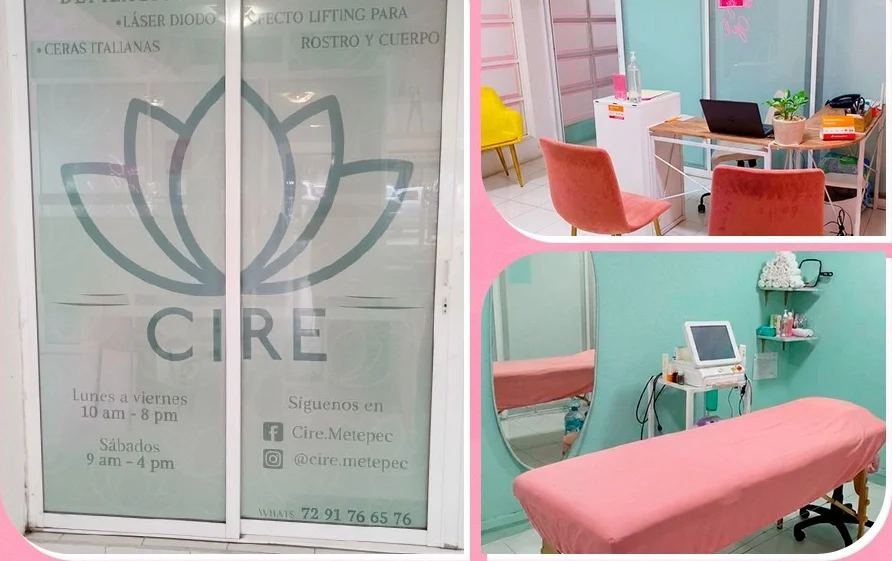 •LÁSER DIODO
EFECTO LIFTING PARA
•CERAS ITALIANAS
ROSTRO Y CUERPO
CIRE
Lunes a viernes
10 am - 8 pm
Sábados
9 am - 4 pm
Síguenos en
Cire.Metepec
@cire.metepec
WHATS 72 91 76 65 76